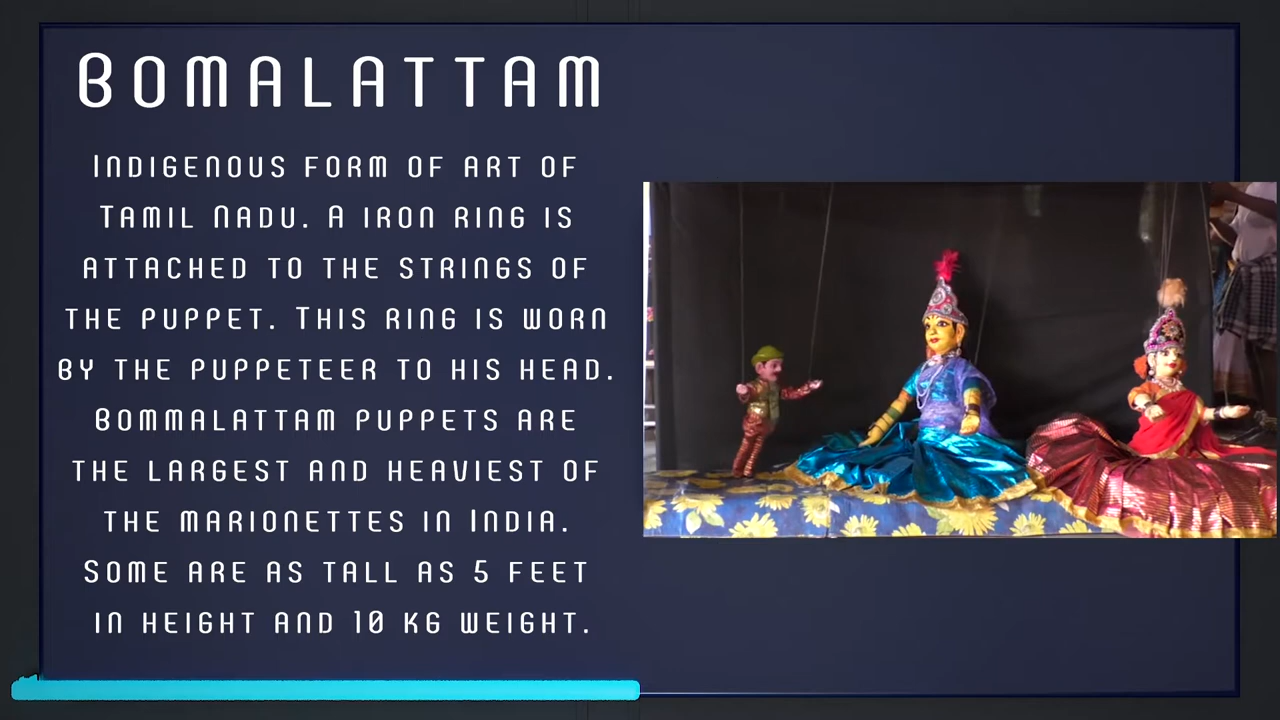 Bomalattam
Indigenous form of art of
Tamil Nadu. A iron ring is
attached to the strings of
the puppet. This ring is worn
by the puppeteer to his head.
Bommalattam puppets are
the largest and heaviest of
the marionettes in India.
Some are as tall as 5 feet
in height and 10 kg weight.